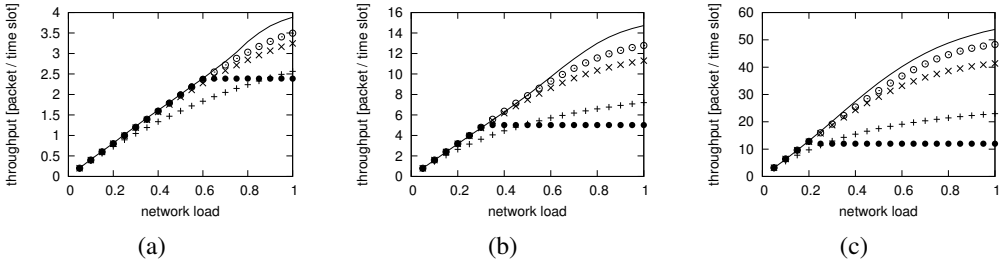 throughput [packet / time slot]
4
3.5
3
2.5
2
1.5
1
0.5
0
0 0.2 0.4 0.6 0.8 1
network load
(a)
throughput [packet / time slot]
16
14
12
10
8
6
4
2
0
0 0.2 0.4 0.6 0.8 1
network load
(b)
throughput [packet / time slot]
60
50
40
30
20
10
0
0 0.2 0.4 0.6 0.8 1
network load
(c)